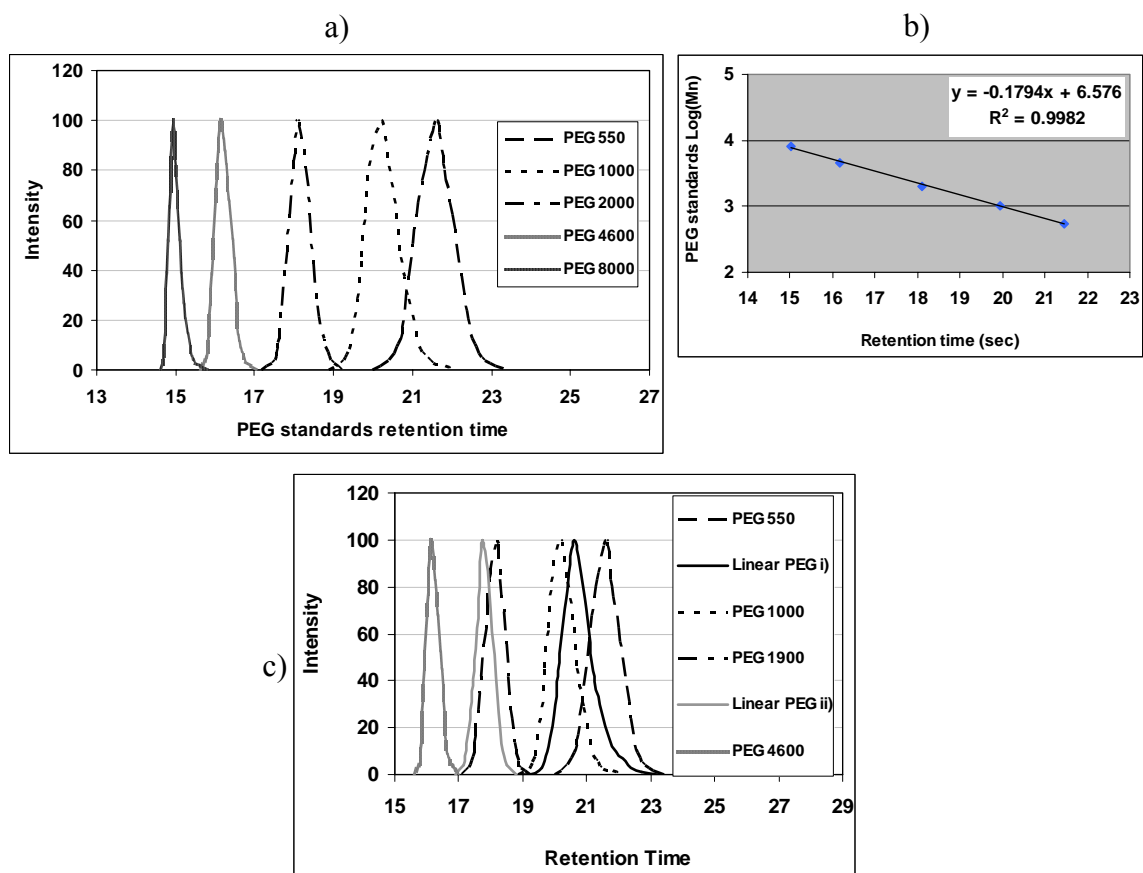 a)
120
100
80
60
40
20
0
Intensity
13 15 17 19 21 23 25 27
PEG standards retention time
PEG 550
PEG 1000
PEG 2000
PEG 4600
PEG 8000
b)
5
4
3
2
PEG standards Log(Mn)
y = -0.1794x + 6.576
R² = 0.9982
14 15 16 17 18 19 20 21 22 23
Retention time (sec)
c)
120
100
80
60
40
20
0
Intensity
15 17 19 21 23 25 27 29
Retention Time
PEG 550
Linear PEG i)
PEG 1000
PEG 1900
Linear PEG ii)
PEG 4600